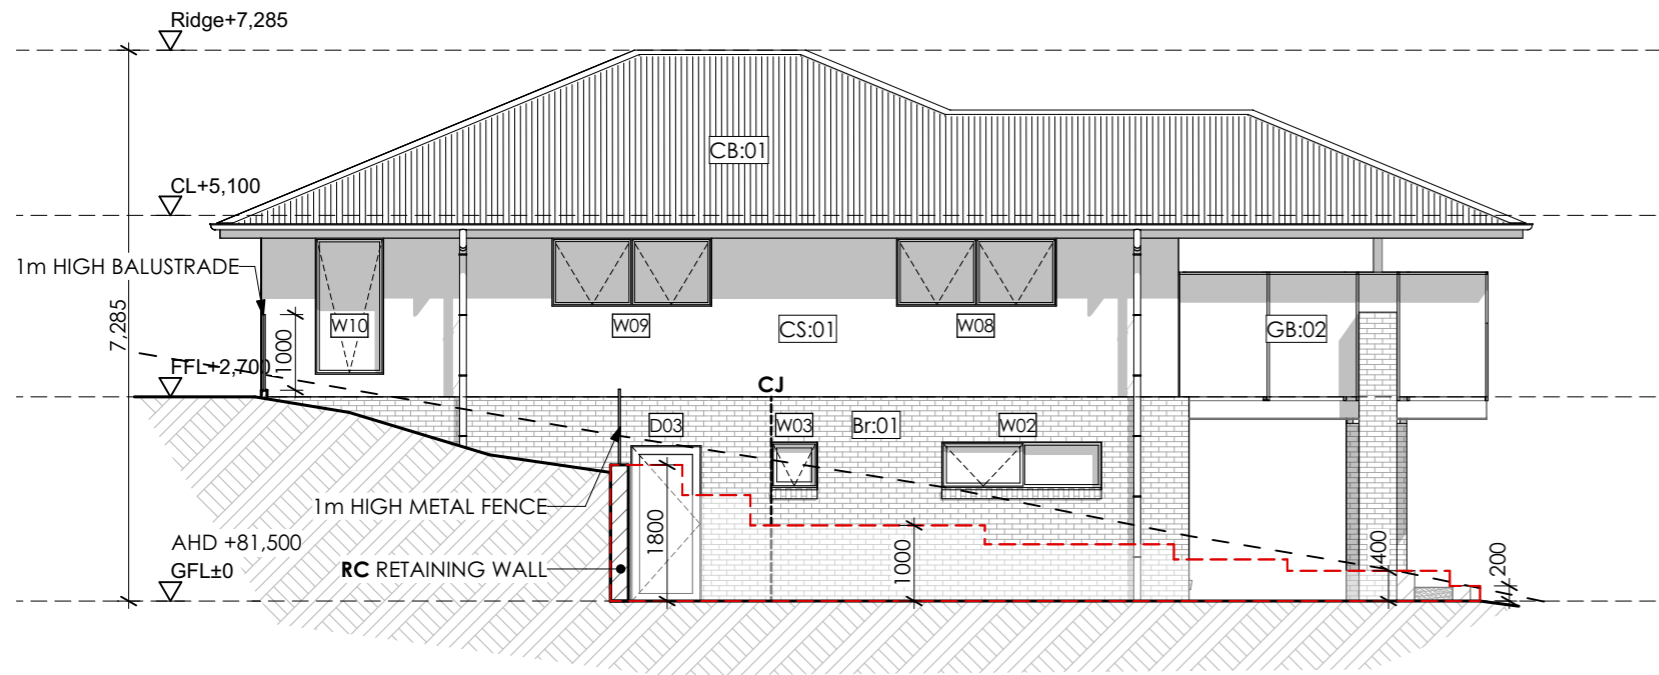 Ridge+7,285
CB:01
CL+5,100
1m HIGH BALUSTRADE
7,285
1000
W10
W09
CS:01
W08
GB:02
FFL+2,700
CJ
D03
W03
Br:01
W02
1m HIGH METAL FENCE
1800
1000
400
200
AHD +81,500
GFL±0
RC RETAINING WALL